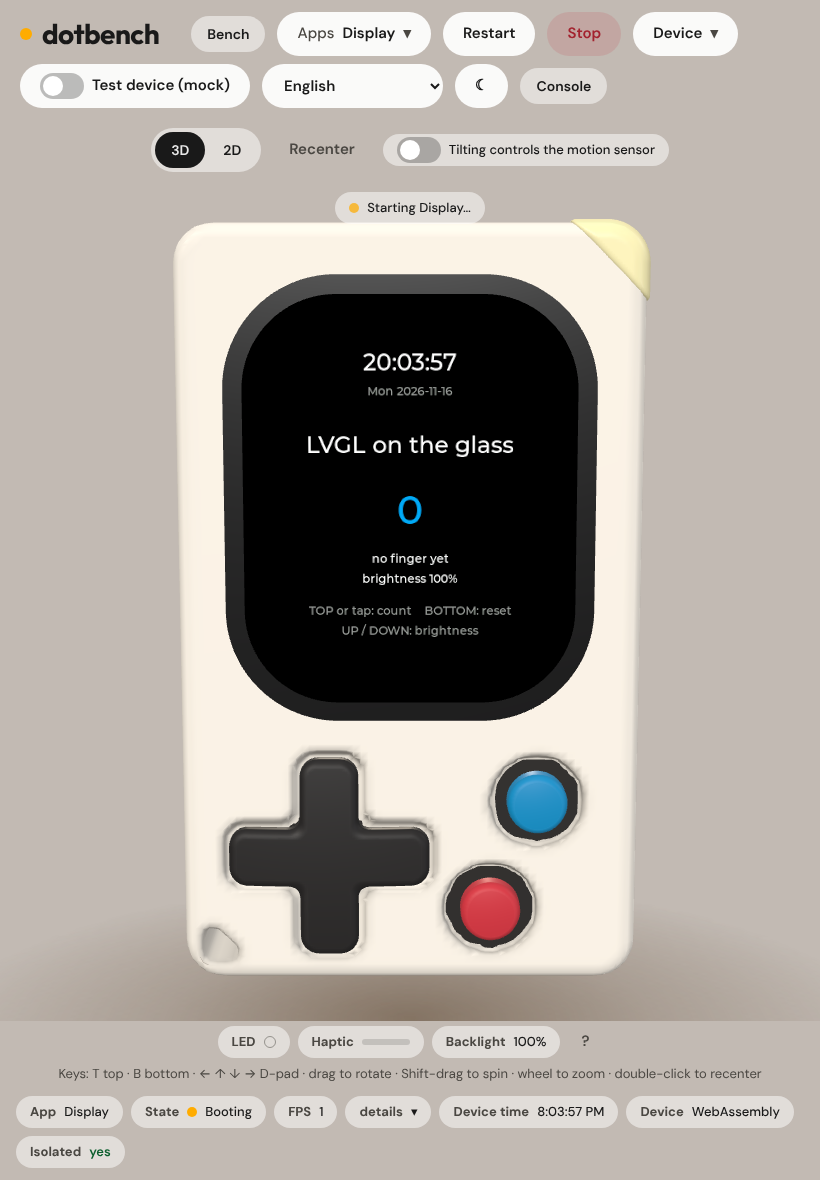 dotbench
Bench
Apps Display ▾
Restart
Stop
Device ▾
Test device (mock)
English
☾
Console
3D
2D
Recenter
Tilting controls the motion sensor
Starting Display…
20:03:57
Mon 2026-11-16
LVGL on the glass
0
no finger yet
brightness 100%
TOP or tap: count BOTTOM: reset
UP / DOWN: brightness
LED
Haptic
Backlight 100%
?
Keys: T top · B bottom · ← ↑ ↓ → D-pad · drag to rotate · Shift-drag to spin · wheel to zoom · double-click to recenter
App Display
State Booting
FPS 1
details ▾
Device time 8:03:57 PM
Device WebAssembly
Isolated yes